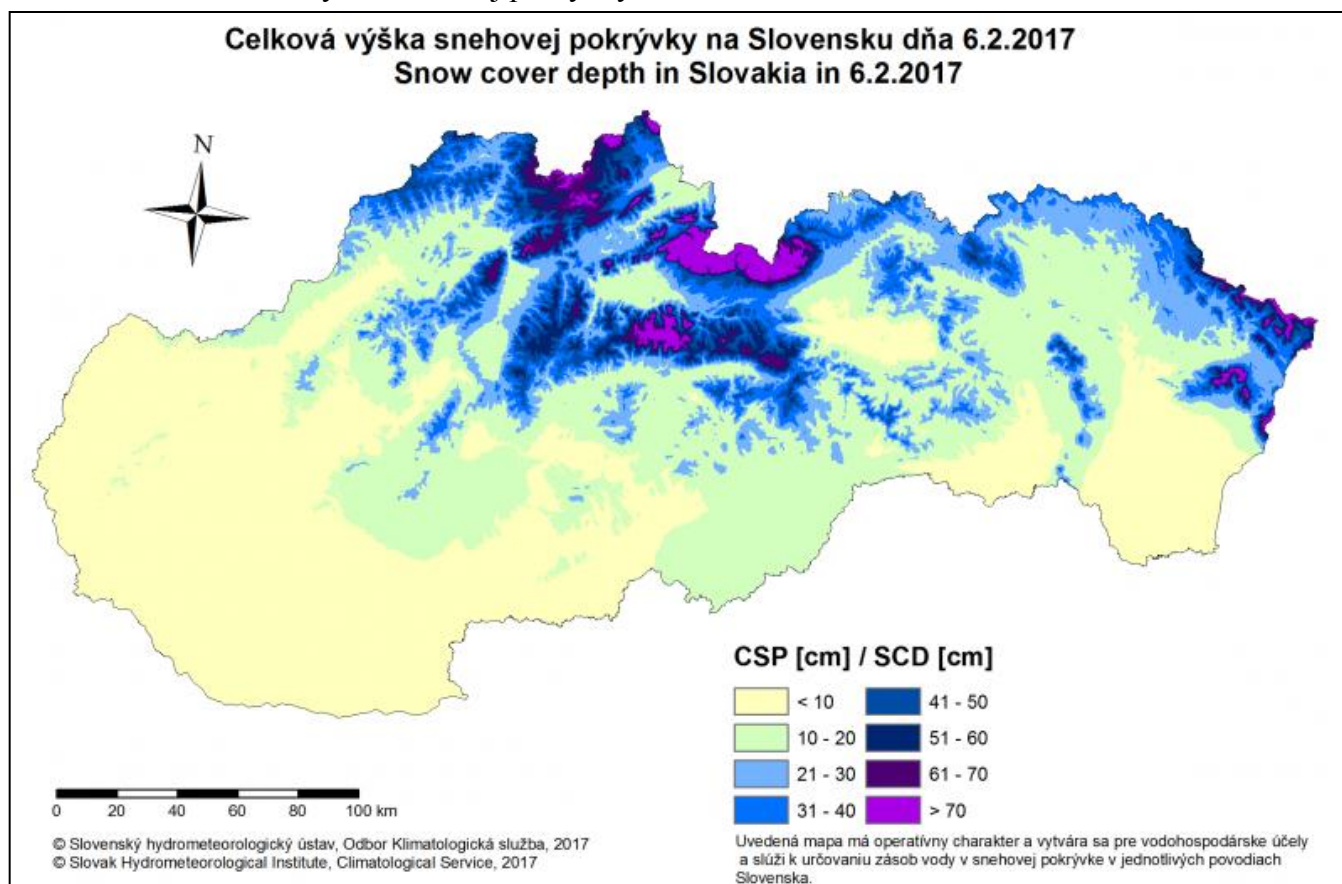 Celková výška snehovej pokrývky na Slovensku dňa 6.2.2017
Snow cover depth in Slovakia in 6.2.2017
N
CSP [cm] / SCD [cm]
< 10
10 - 20
21 - 30
31 - 40
41 - 50
51 - 60
61 - 70
> 70
0 20 40 60 80 100 km
© Slovenský hydrometeorologický ústav, Odbor Klimatologická služba, 2017
© Slovak Hydrometeorological Institute, Climatological Service, 2017
Uvedená mapa má operatívny charakter a vytvára sa pre vodohospodárske účely
a slúži k určovaniu zásob vody v snehovej pokrývke v jednotlivých povodiach
Slovenska.